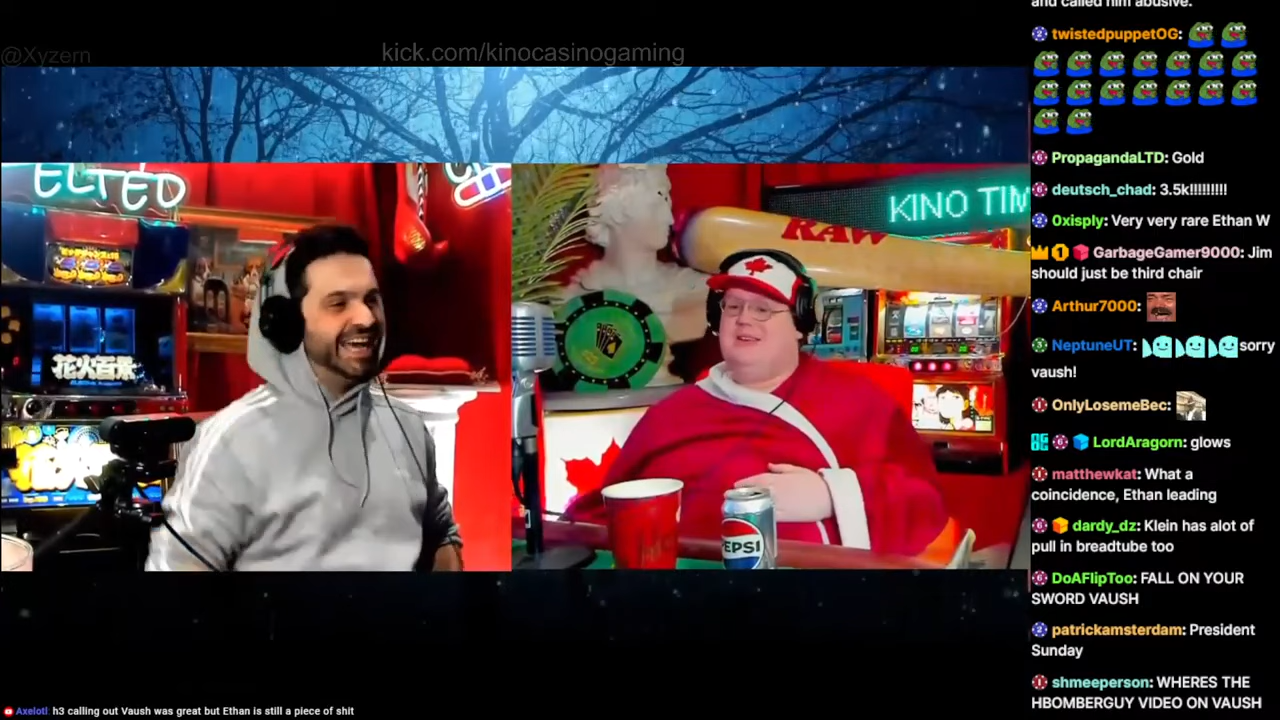 and called him abusive.
@Xyzern
kick.com/kinocasinogaming
twistedpuppetOG:
PropagandaLTD: Gold
deutsch_chad: 3.5k!!!!!!!!!
0xisply: Very very rare Ethan W
GarbageGamer9000: Jim
should just be third chair
Arthur7000:
NeptuneUT: sorry
vaush!
OnlyLosemeBec:
LordAragorn: glows
matthewkat: What a
coincidence, Ethan leading
dardy_dz: Klein has alot of
pull in breadtube too
DoAFlipToo: FALL ON YOUR
SWORD VAUSH
patrickamsterdam: President
Sunday
shmeeperson: WHERES THE
HBOMBERGUY VIDEO ON VAUSH
ELTED
KINO TIM
RAW
花火百景
PEPSI
Axelotl: h3 calling out Vaush was great but Ethan is still a piece of shit